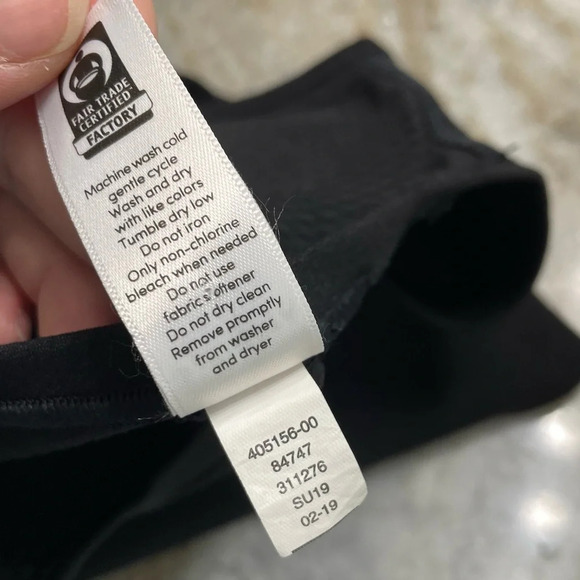 FAIR TRADE
CERTIFIED
FACTORY
Machine wash cold
gentle cycle
Wash and dry
with like colors
Tumble dry low
Do not iron
Only non-chlorine
bleach when needed
Do not use
fabric softener
Do not dry clean
Remove promptly
from washer
and dryer
405156-00
84747
311276
SU19
02-19